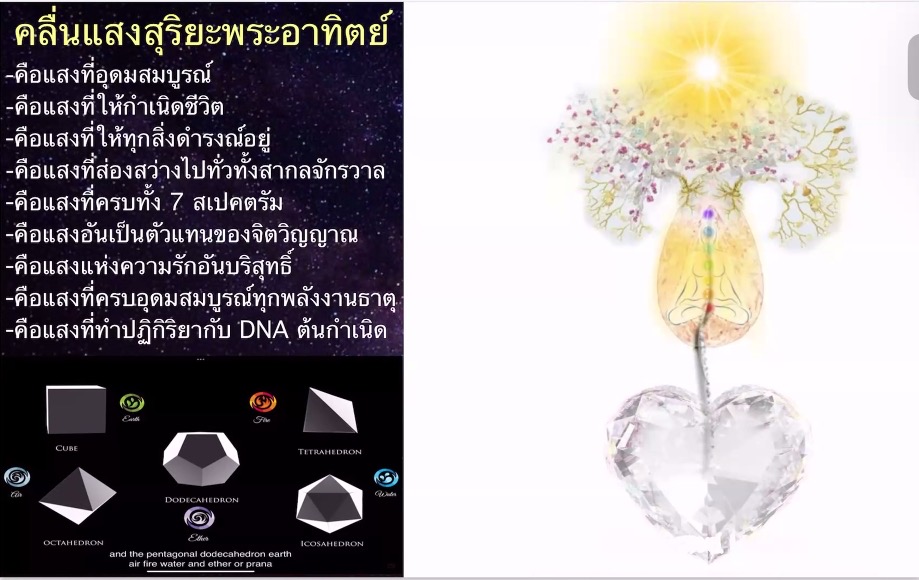 คลื่นแสงสุริยะพระอาทิตย์
-คือแสงที่อุดมสมบูรณ์
-คือแสงที่ให้กำเนิดชีวิต
-คือแสงที่ให้ทุกสิ่งดำรงณ์อยู่
-คือแสงที่ส่องสว่างไปทั่วทั้งสากลจักรวาล
-คือแสงที่ครบทั้ง 7 สเปคตรัม
-คือแสงอันเป็นตัวแทนของจิตวิญญาณ
-คือแสงแห่งความรักอันบริสุทธิ์
-คือแสงที่ครบอุดมสมบูรณ์ทุกพลังงานธาตุ
-คือแสงที่ทำปฏิกิริยากับ DNA ต้นกำเนิด
Earth
Fire
CUBE
TETRAHEDRON
Air
DODECAHEDRON
Water
Ether
OCTAHEDRON
ICOSAHEDRON
and the pentagonal dodecahedron earth
air fire water and ether or prana